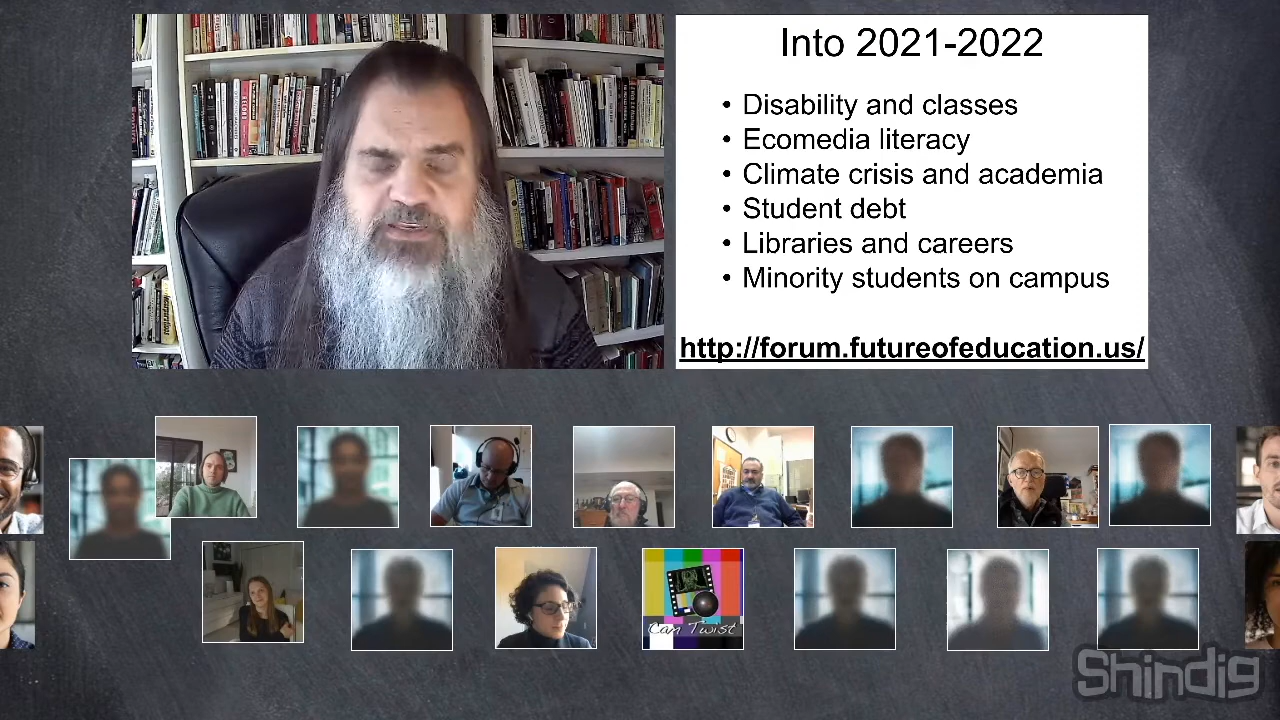 Into 2021-2022
• Disability and classes
• Ecomedia literacy
• Climate crisis and academia
• Student debt
• Libraries and careers
• Minority students on campus
http://forum.futureofeducation.us/
Can Twist
Shindig